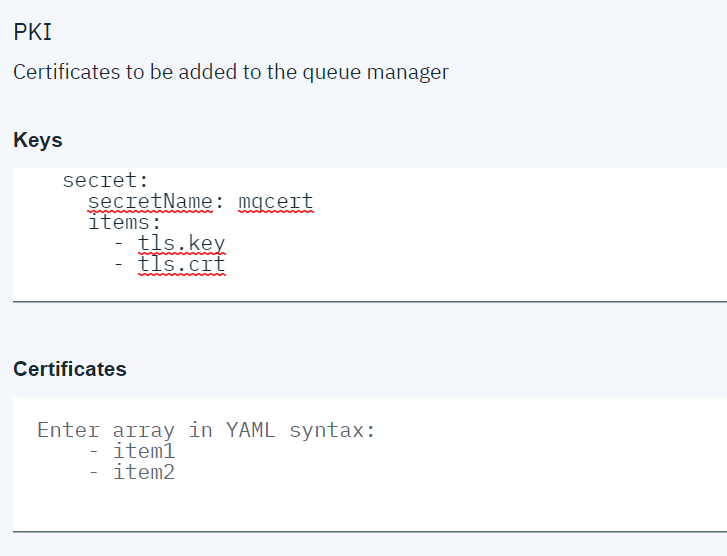 PKI
Certificates to be added to the queue manager
Keys
secret:
secretName: mqcert
items:
- tls.key
- tls.crt
Certificates
Enter array in YAML syntax:
- item1
- item2